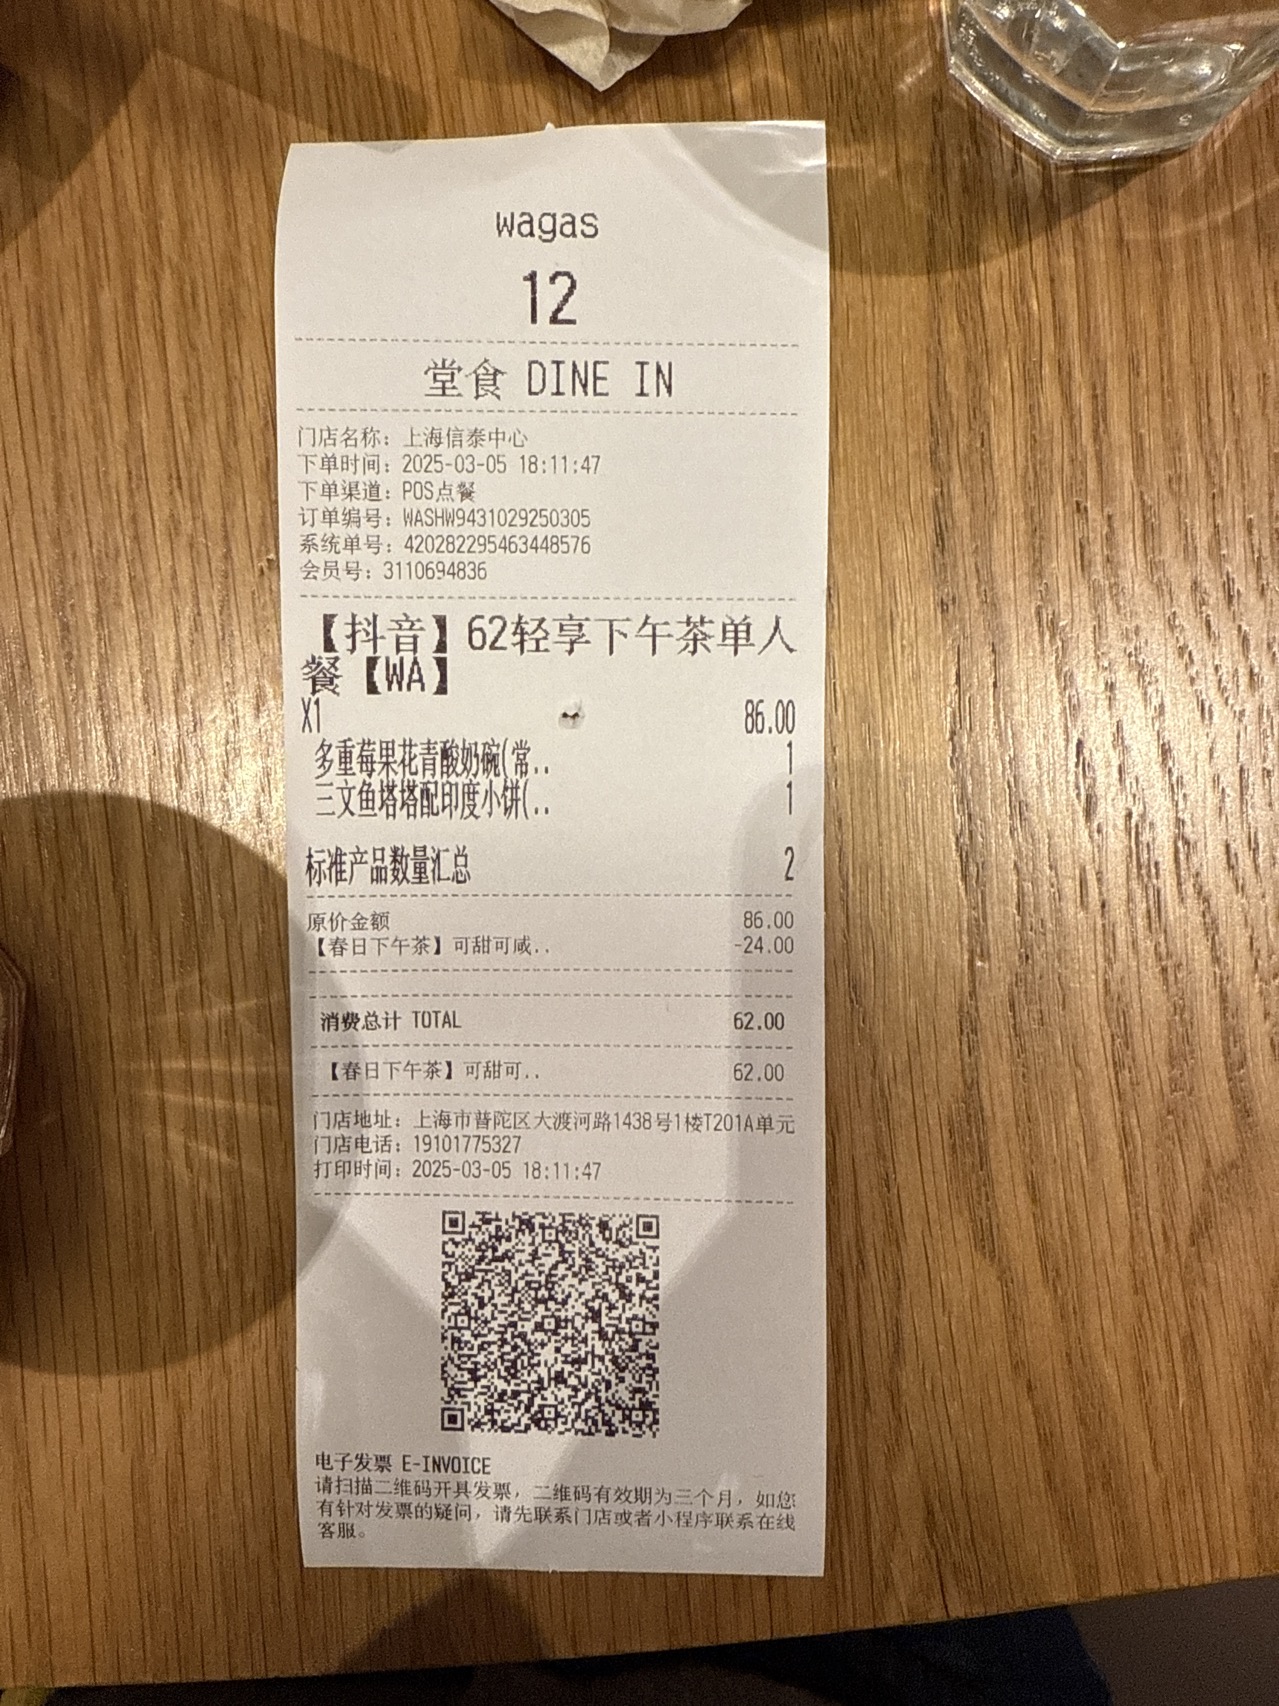 wagas
12
堂食 DINE IN
门店名称：上海信泰中心
下单时间：2025-03-05 18:11:47
下单渠道：POS点餐
订单编号：WASHW9431029250305
系统单号：420282295463448576
会员号：3110694836
【抖音】62轻享下午茶单人
餐【WA】
X1 86.00
多重莓果花青酸奶碗(常.. 1
三文鱼塔塔配印度小饼(.. 1
标准产品数量汇总 2
原价金额 86.00
【春日下午茶】可甜可咸.. -24.00
消费总计 TOTAL 62.00
【春日下午茶】可甜可.. 62.00
门店地址：上海市普陀区大渡河路1438号1楼T201A单元
门店电话：19101775327
打印时间：2025-03-05 18:11:47
电子发票 E-INVOICE
请扫描二维码开具发票，二维码有效期为三个月，如您
有针对发票的疑问，请先联系门店或者小程序联系在线
客服。